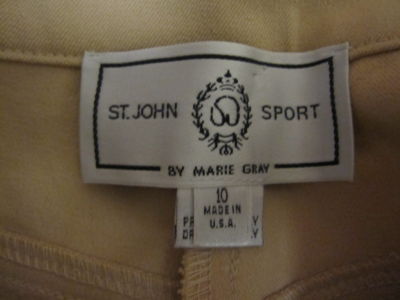 ST. JOHN SPORT
BY MARIE GRAY
10
MADE IN
U.S.A.